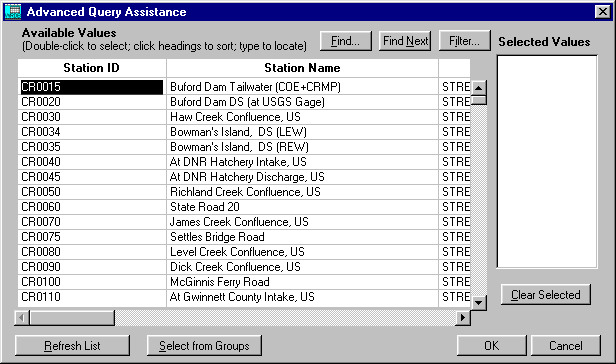 Advanced Query Assistance
Available Values
(Double-click to select; click headings to sort; type to locate)
Find...
Find Next
Filter...
Selected Values
Station ID Station Name
CR0015 Buford Dam Tailwater (COE+CRMP) STRE
CR0020 Buford Dam DS (at USGS Gage) STRE
CR0030 Haw Creek Confluence, US STRE
CR0034 Bowman's Island, DS (LEW) STRE
CR0035 Bowman's Island, DS (REW) STRE
CR0040 At DNR Hatchery Intake, US STRE
CR0045 At DNR Hatchery Discharge, US STRE
CR0050 Richland Creek Confluence, US STRE
CR0060 State Road 20 STRE
CR0070 James Creek Confluence, US STRE
CR0075 Settles Bridge Road STRE
CR0080 Level Creek Confluence, US STRE
CR0090 Dick Creek Confluence, US STRE
CR0100 McGinnis Ferry Road STRE
CR0110 At Gwinnett County Intake, US STRE
Clear Selected
Refresh List
Select from Groups
OK
Cancel